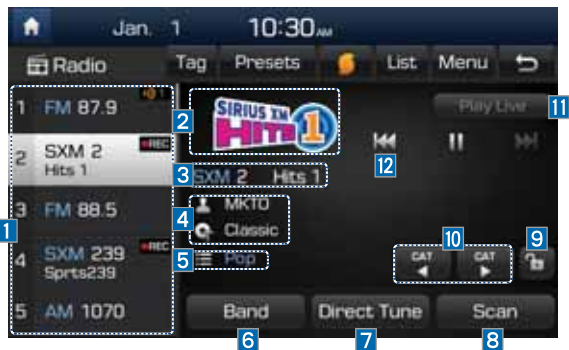 Jan. 1 10:30 AM
Radio Tag Presets List Menu
1 FM 87.9
2 SXM 2 REC
Hits 1
3 FM 88.5
4 SXM 239 REC
Sprts239
5 AM 1070
1
2
SIRIUS XM
HITS 1
3
SXM 2 Hits 1
4
MKTO
Classic
5
Pop
Play Live
11
12
10
CAT CAT
9
Band Direct Tune Scan
6 7 8